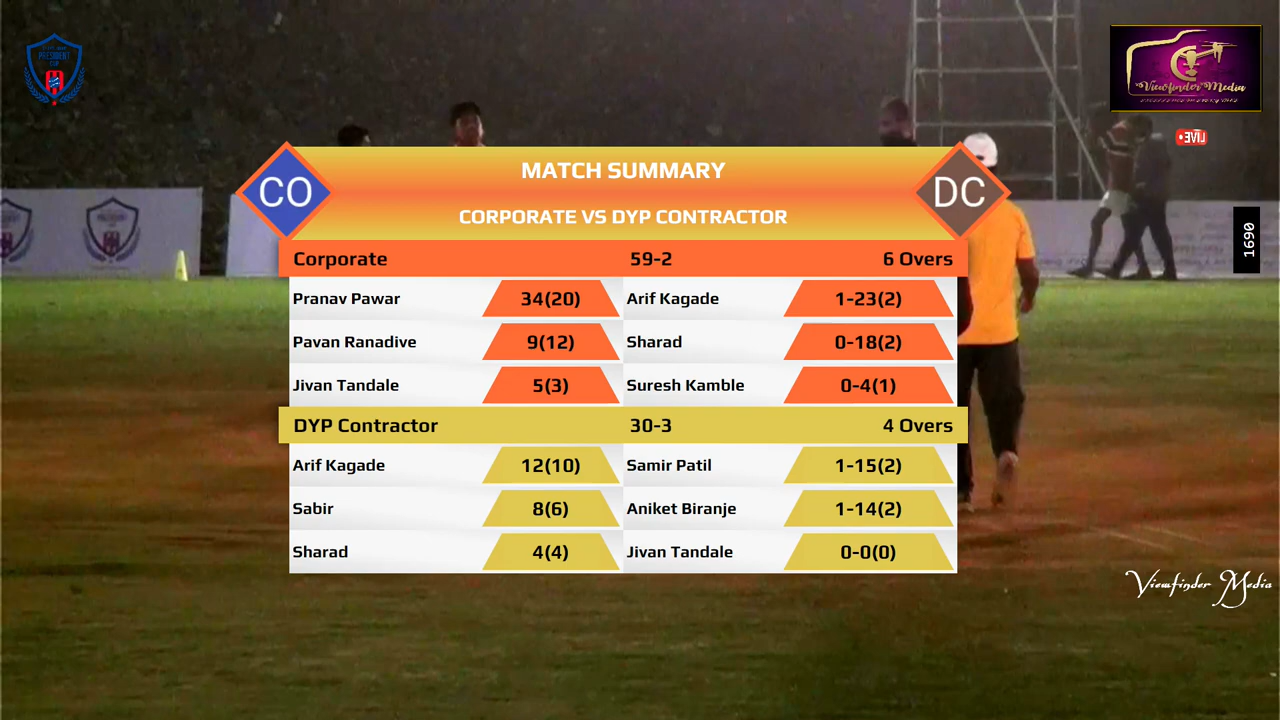 PRESIDENT
CUP
Viewfinder Media
LIVE
1690
CO
MATCH SUMMARY
DC
CORPORATE VS DYP CONTRACTOR
Corporate 59-2 6 Overs
Pranav Pawar 34(20) Arif Kagade 1-23(2)
Pavan Ranadive 9(12) Sharad 0-18(2)
Jivan Tandale 5(3) Suresh Kamble 0-4(1)
DYP Contractor 30-3 4 Overs
Arif Kagade 12(10) Samir Patil 1-15(2)
Sabir 8(6) Aniket Biranje 1-14(2)
Sharad 4(4) Jivan Tandale 0-0(0)
Viewfinder Media